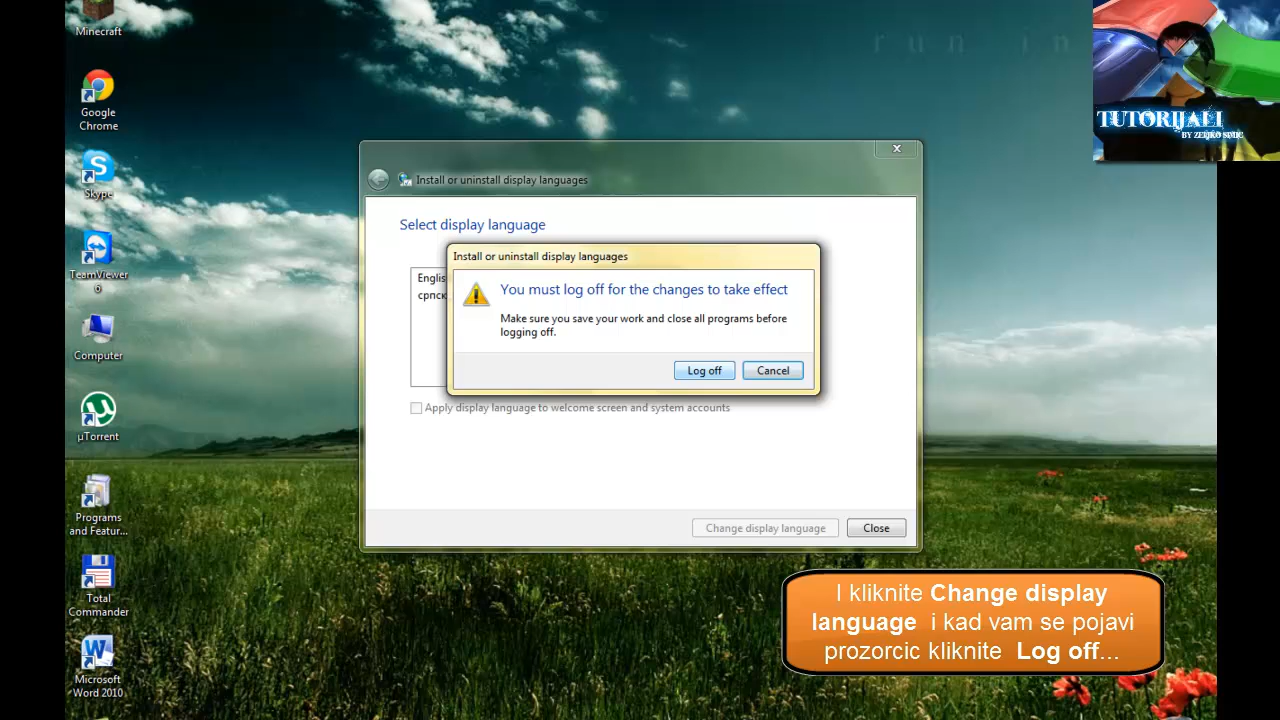 Minecraft
Google
Chrome
Skype
TeamViewer
6
Computer
µTorrent
Programs
and Featur...
Total
Commander
Microsoft
Word 2010
run in
TUTORIJALI
Install or uninstall display languages
Select display language
Install or uninstall display languages
You must log off for the changes to take effect
Make sure you save your work and close all programs before
logging off.
Log off
Cancel
Apply display language to welcome screen and system accounts
Change display language
Close
I kliknite Change display
language i kad vam se pojavi
prozorcic kliknite Log off...